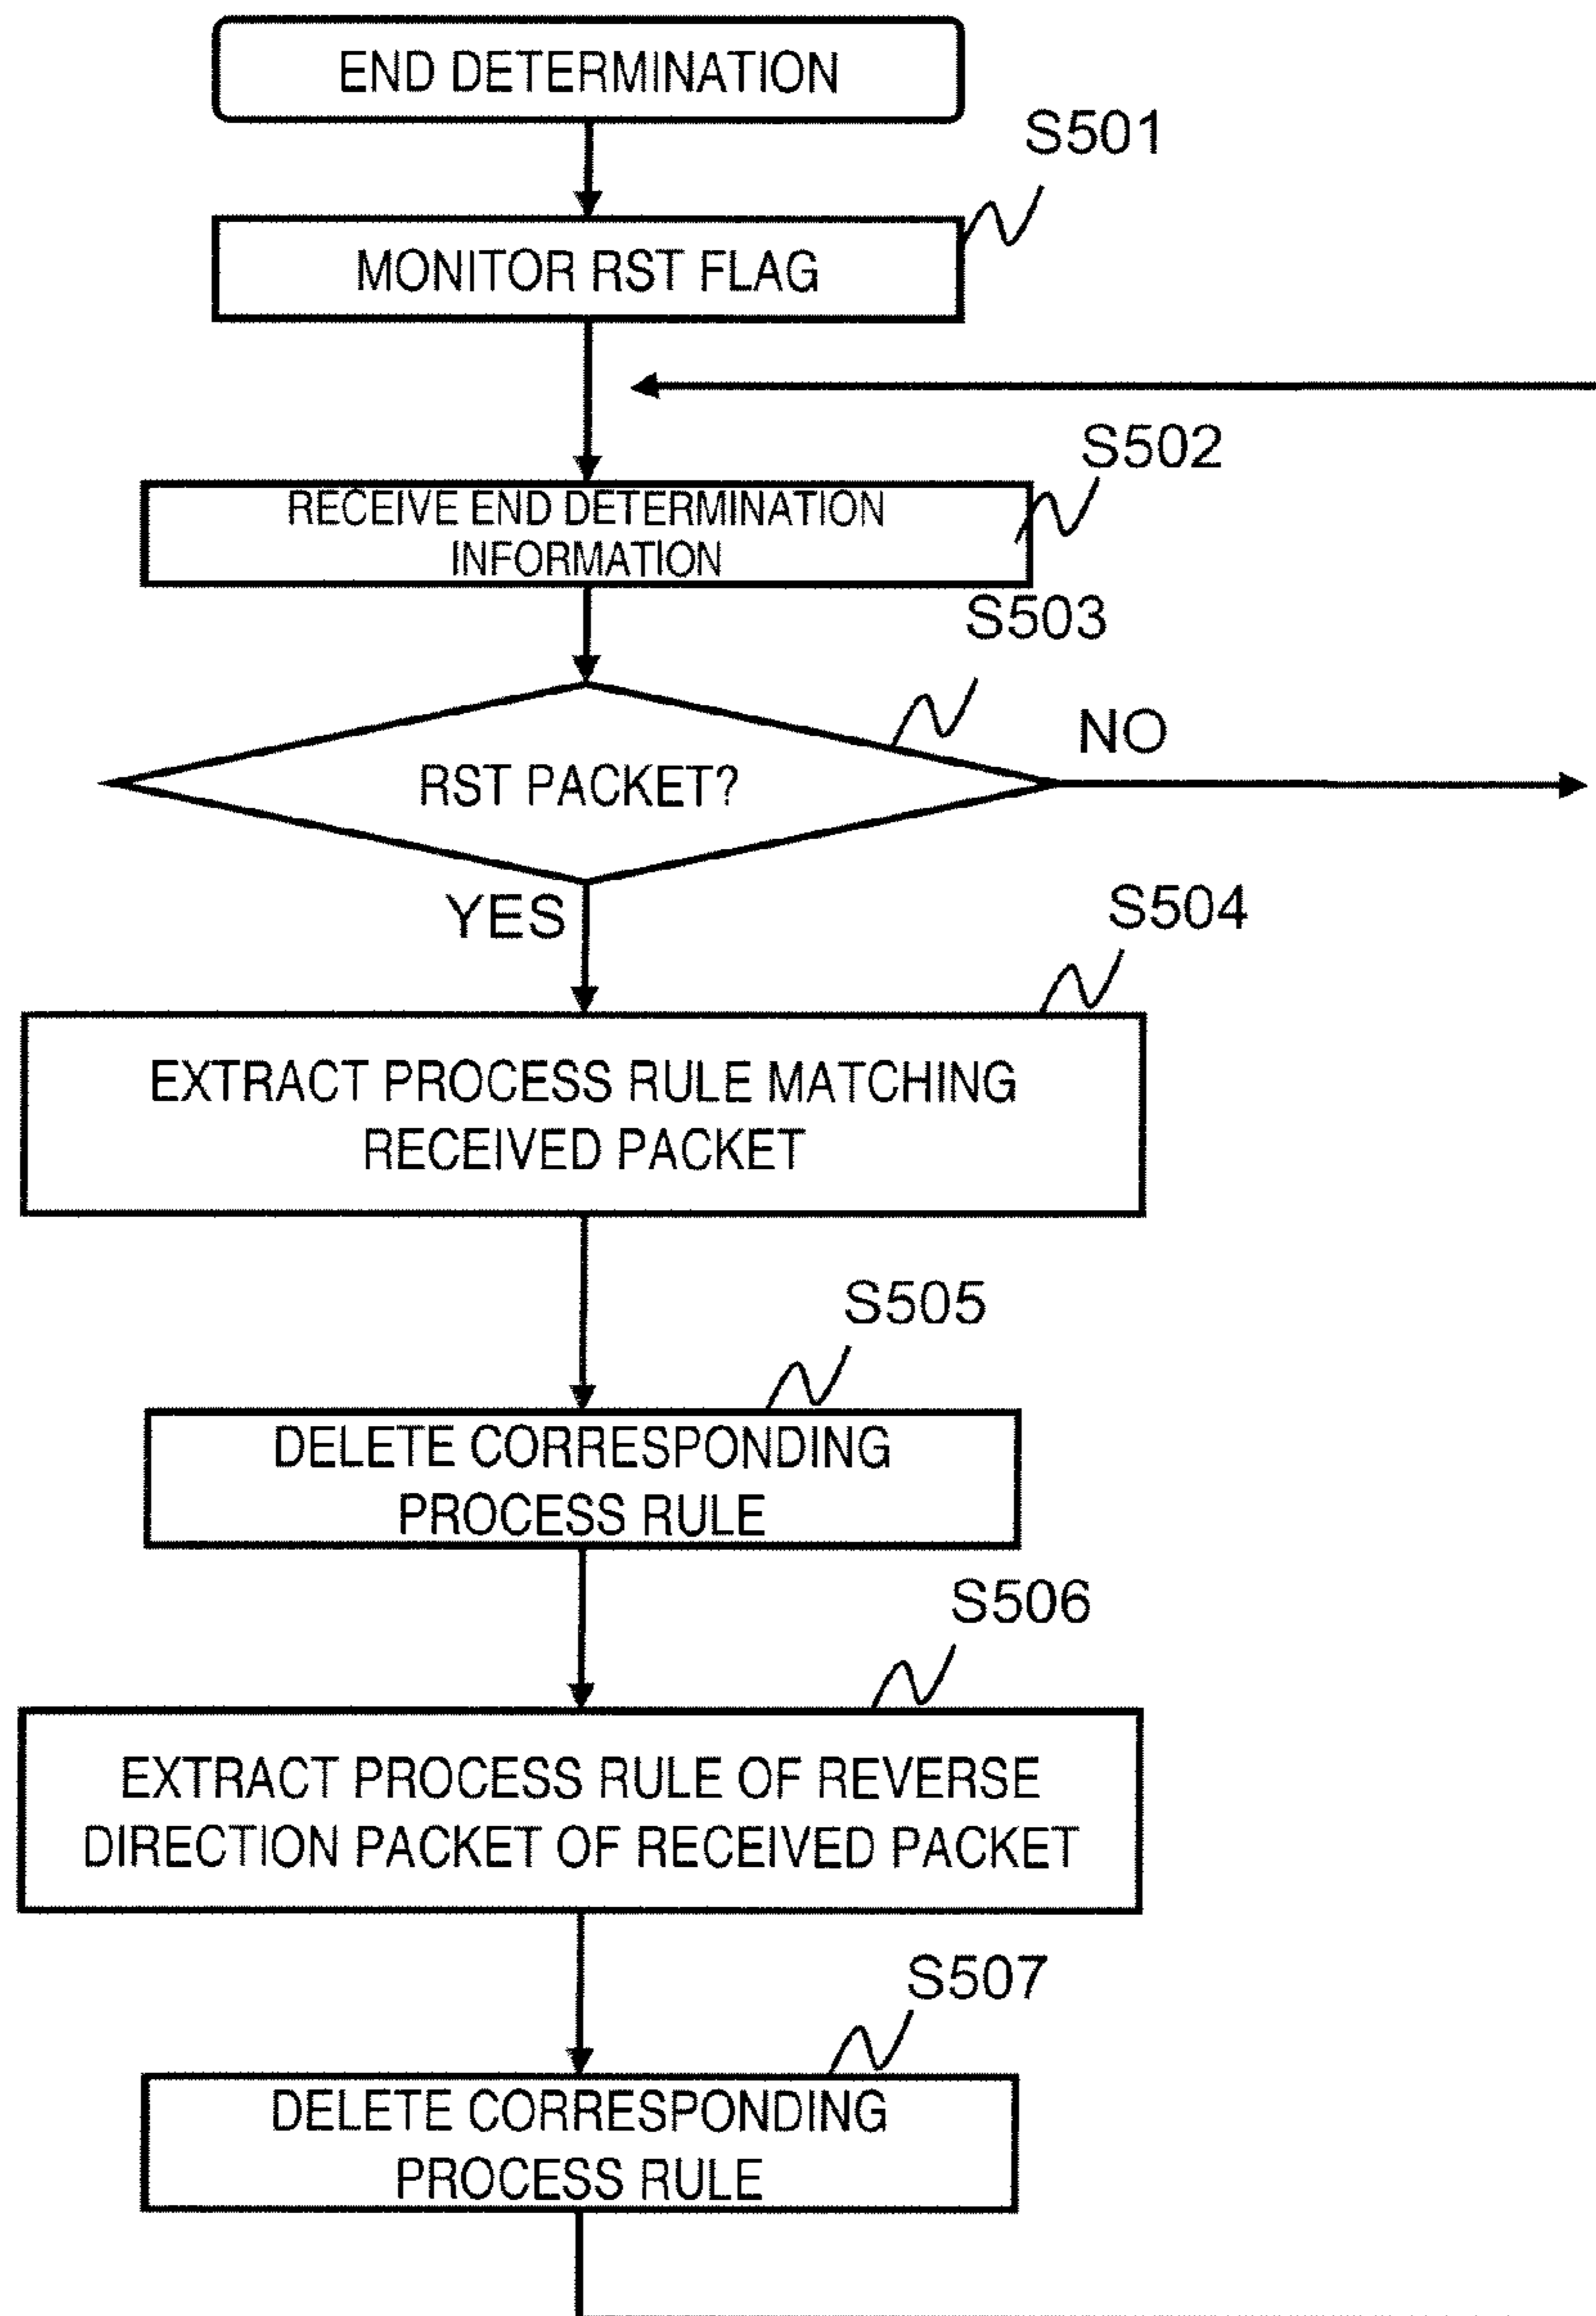 END DETERMINATION
S501
MONITOR RST FLAG
S502
RECEIVE END DETERMINATION
INFORMATION
S503
NO
RST PACKET?
YES
S504
EXTRACT PROCESS RULE MATCHING
RECEIVED PACKET
S505
DELETE CORRESPONDING
PROCESS RULE
S506
EXTRACT PROCESS RULE OF REVERSE
DIRECTION PACKET OF RECEIVED PACKET
S507
DELETE CORRESPONDING
PROCESS RULE